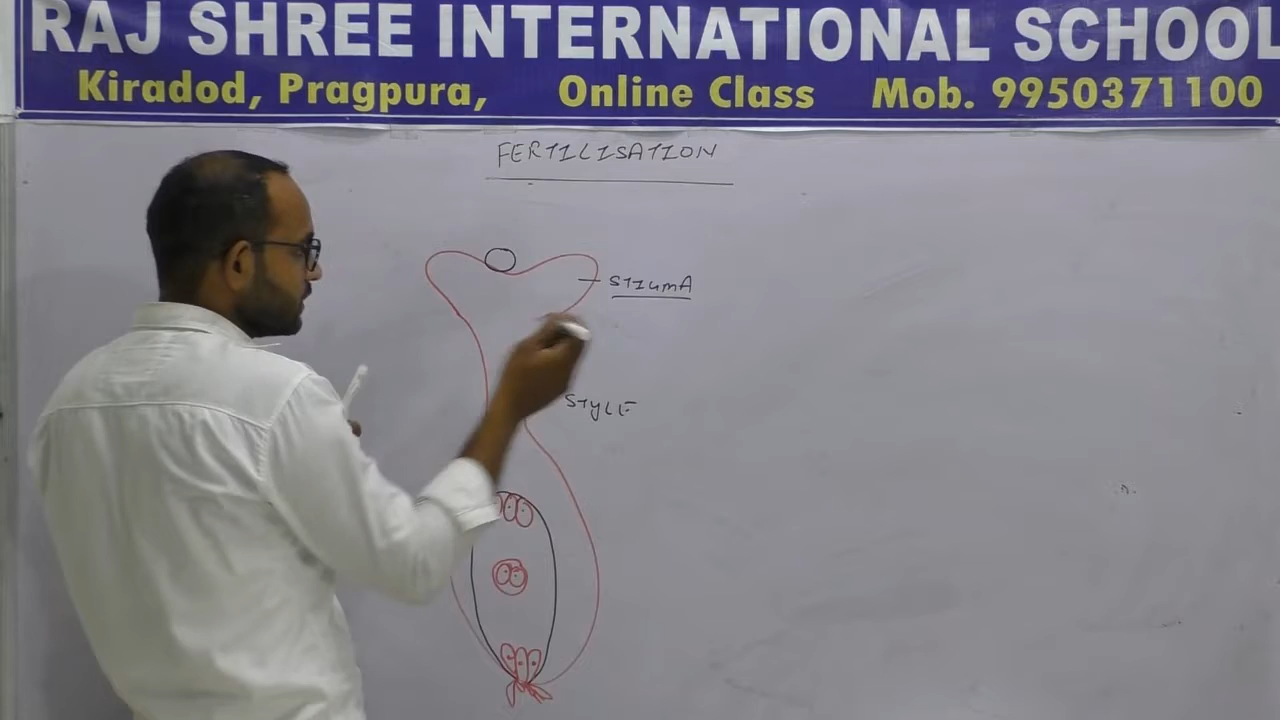 RAJ SHREE INTERNATIONAL SCHOOL
Kiradod, Pragpura, Online Class Mob. 9950371100
FERTILISATION
STIGMA
STYLE